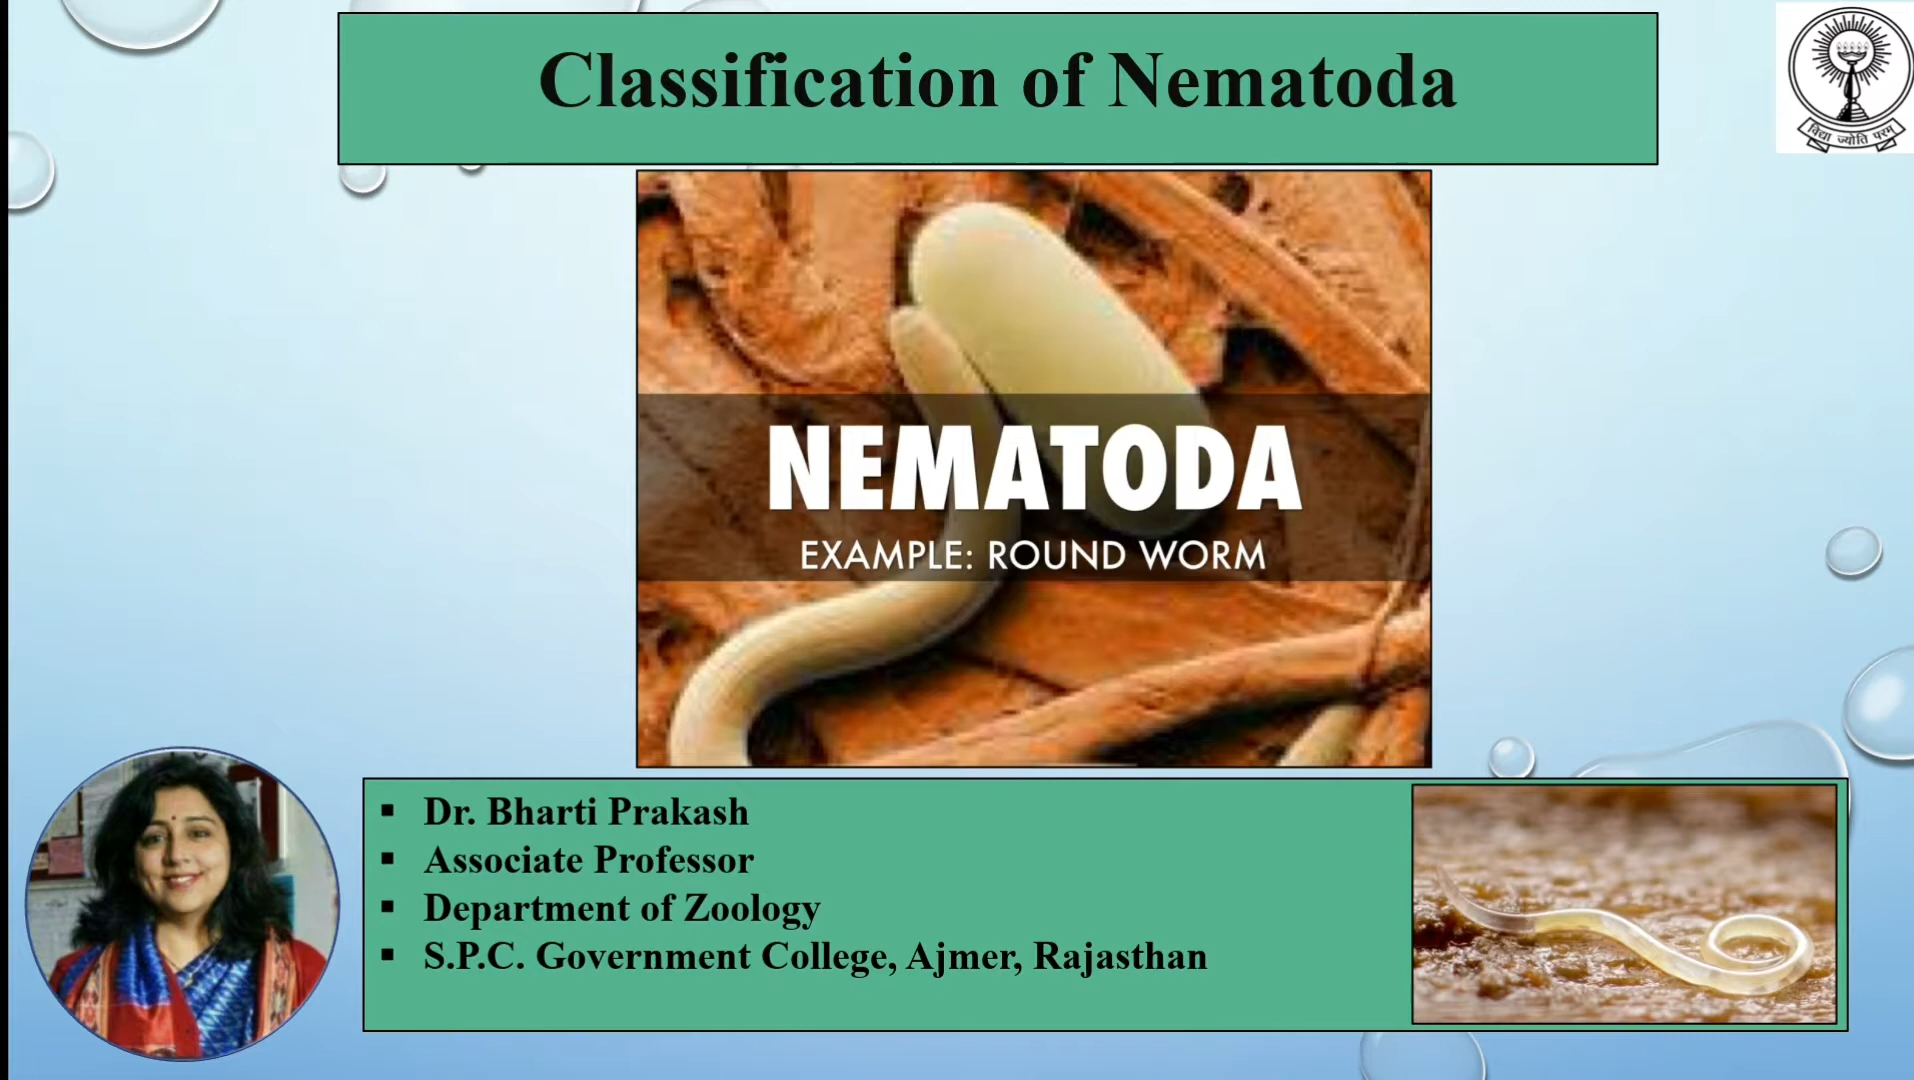 Classification of Nematoda
विद्या ज्योति परम्
NEMATODA
EXAMPLE: ROUND WORM
▪ Dr. Bharti Prakash
▪ Associate Professor
▪ Department of Zoology
▪ S.P.C. Government College, Ajmer, Rajasthan